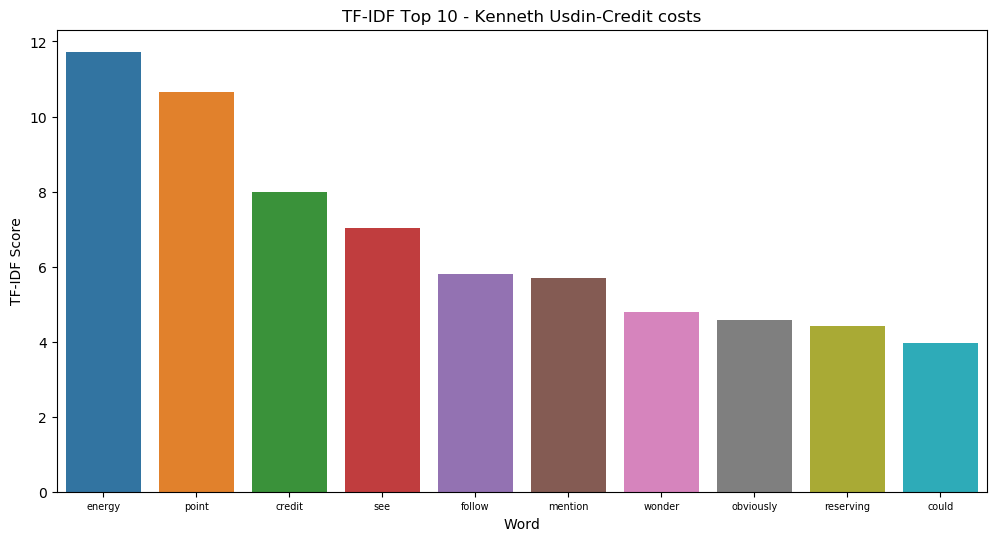 TF-IDF Top 10 - Kenneth Usdin-Credit costs
TF-IDF Score
12
10
8
6
4
2
0
energy point credit see follow mention wonder obviously reserving could
Word